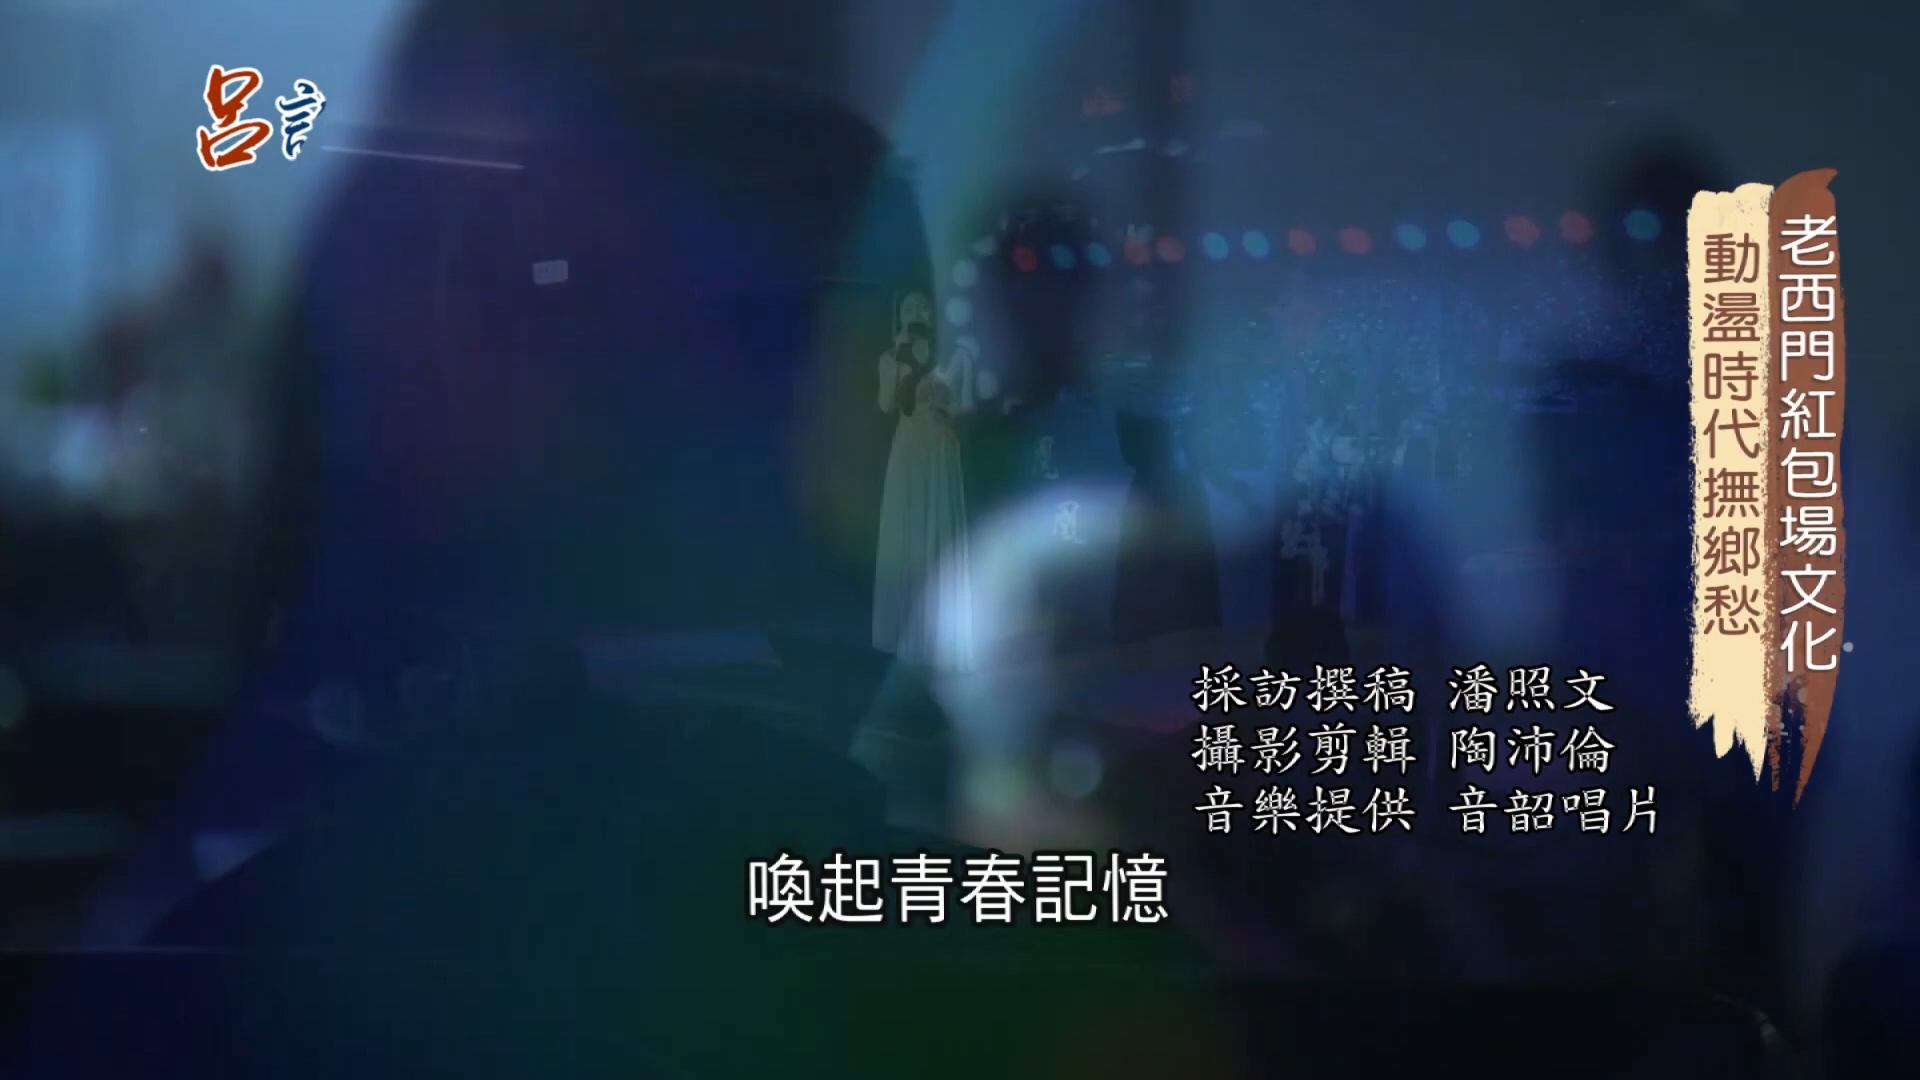 呂言
老西門紅包場文化
動盪時代撫鄉愁
採訪撰稿 潘照文
攝影剪輯 陶沛倫
音樂提供 音韶唱片
喚起青春記憶